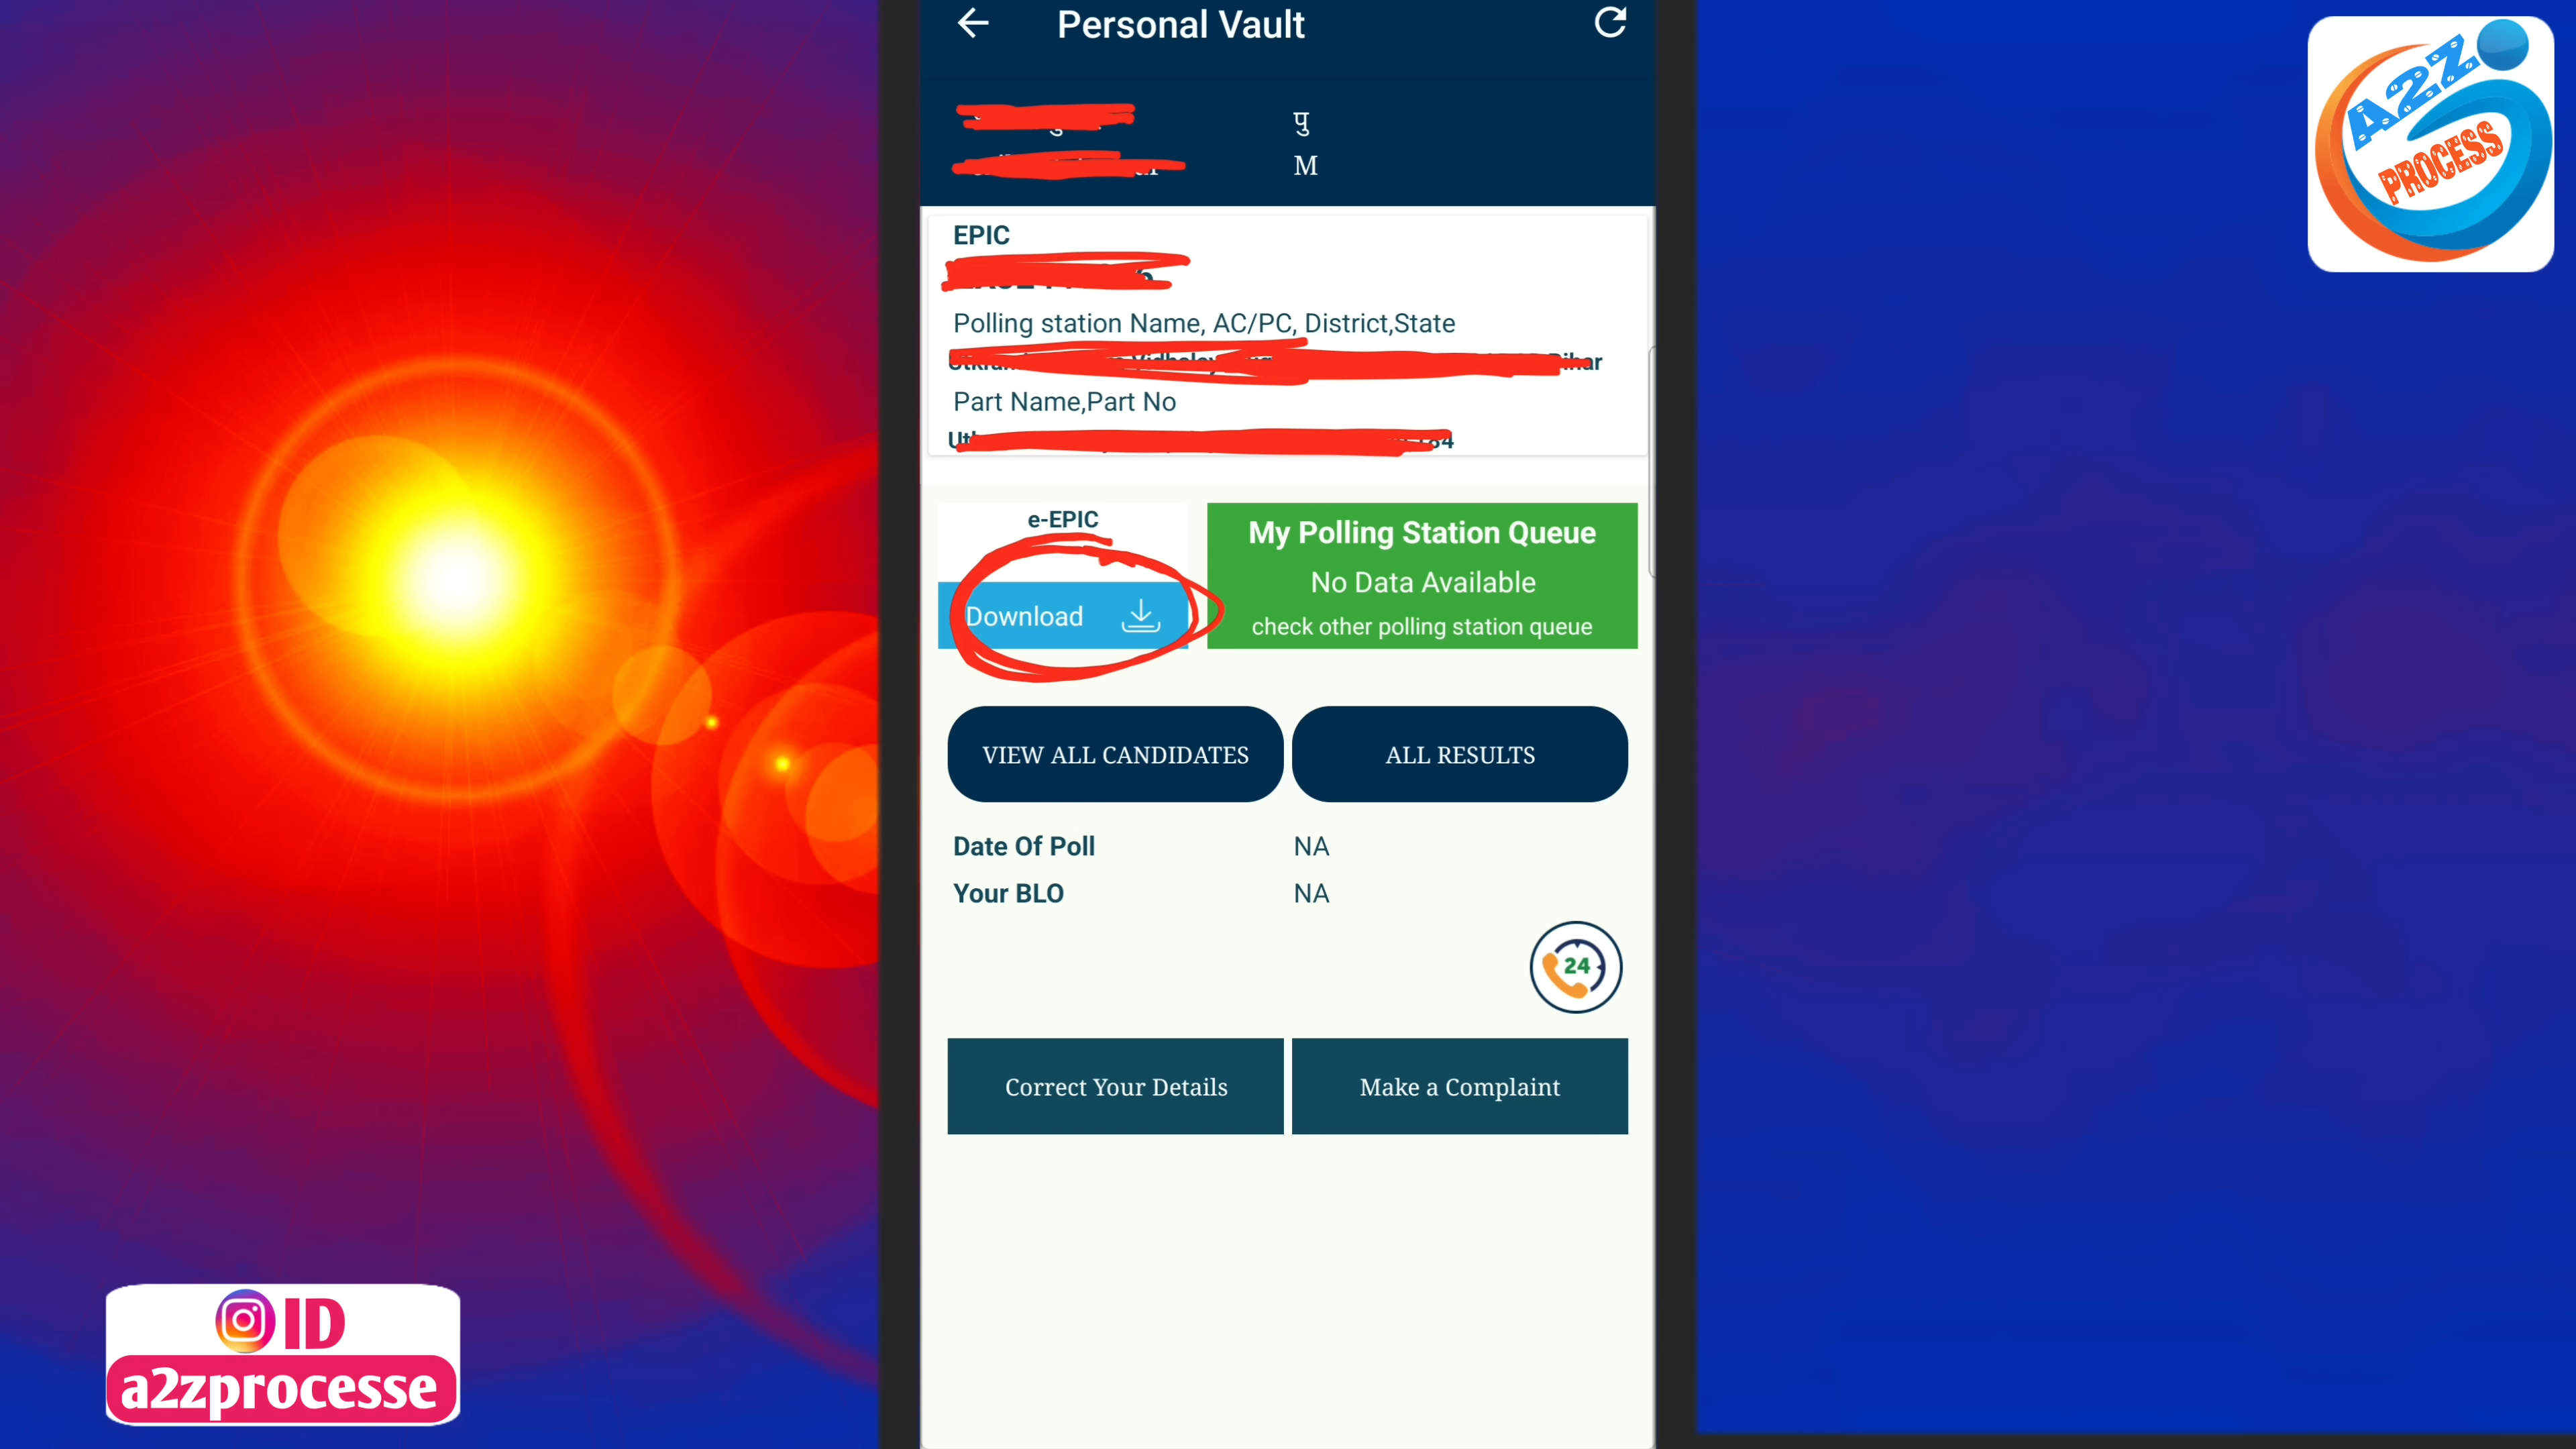 Personal Vault
पु
M
EPIC
Polling station Name, AC/PC, District,State
Bihar
Part Name,Part No
e-EPIC
Download
My Polling Station Queue
No Data Available
check other polling station queue
VIEW ALL CANDIDATES
ALL RESULTS
Date Of Poll NA
Your BLO NA
24
Correct Your Details
Make a Complaint
A2Z
PROCESS
ID
a2zprocesse